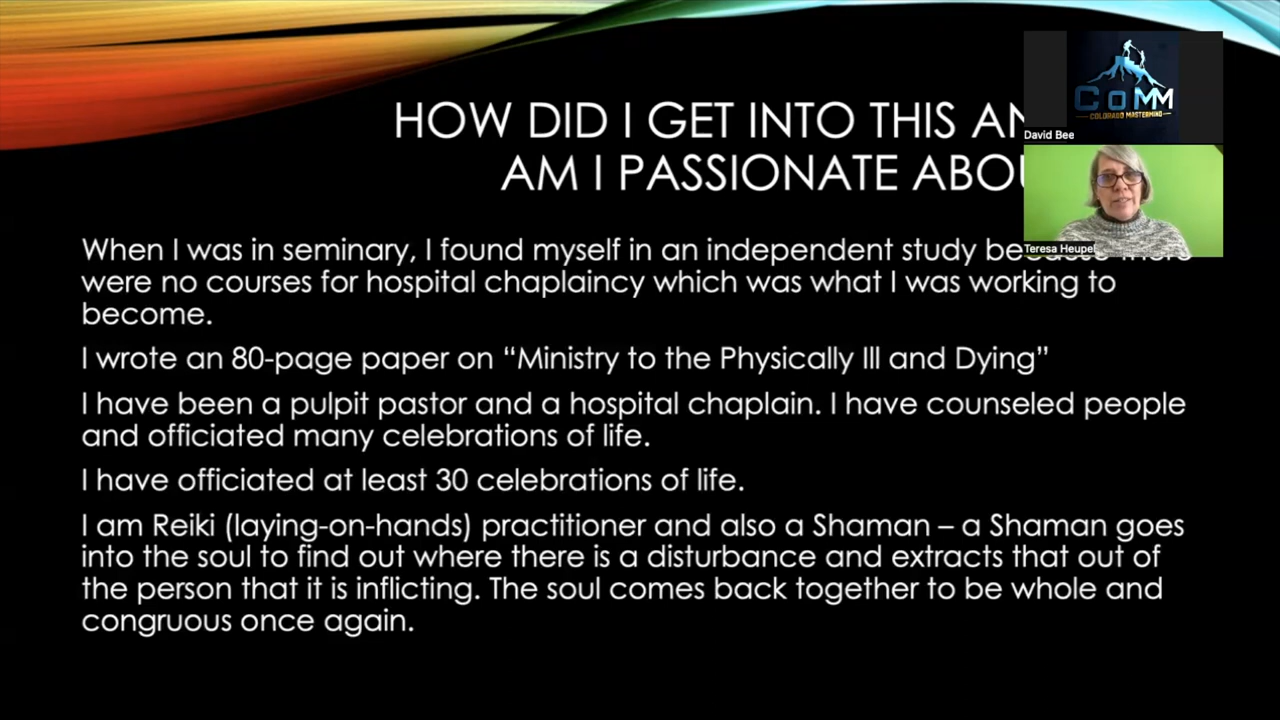 HOW DID I GET INTO THIS AN
AM I PASSIONATE ABOU
When I was in seminary, I found myself in an independent study
were no courses for hospital chaplaincy which was what I was working to
become.
I wrote an 80-page paper on “Ministry to the Physically Ill and Dying”
I have been a pulpit pastor and a hospital chaplain. I have counseled people
and officiated many celebrations of life.
I have officiated at least 30 celebrations of life.
I am Reiki (laying-on-hands) practitioner and also a Shaman – a Shaman goes
into the soul to find out where there is a disturbance and extracts that out of
the person that it is inflicting. The soul comes back together to be whole and
congruous once again.
CoMM
COLORADO MASTERMIND
David Bee
Teresa Heupel